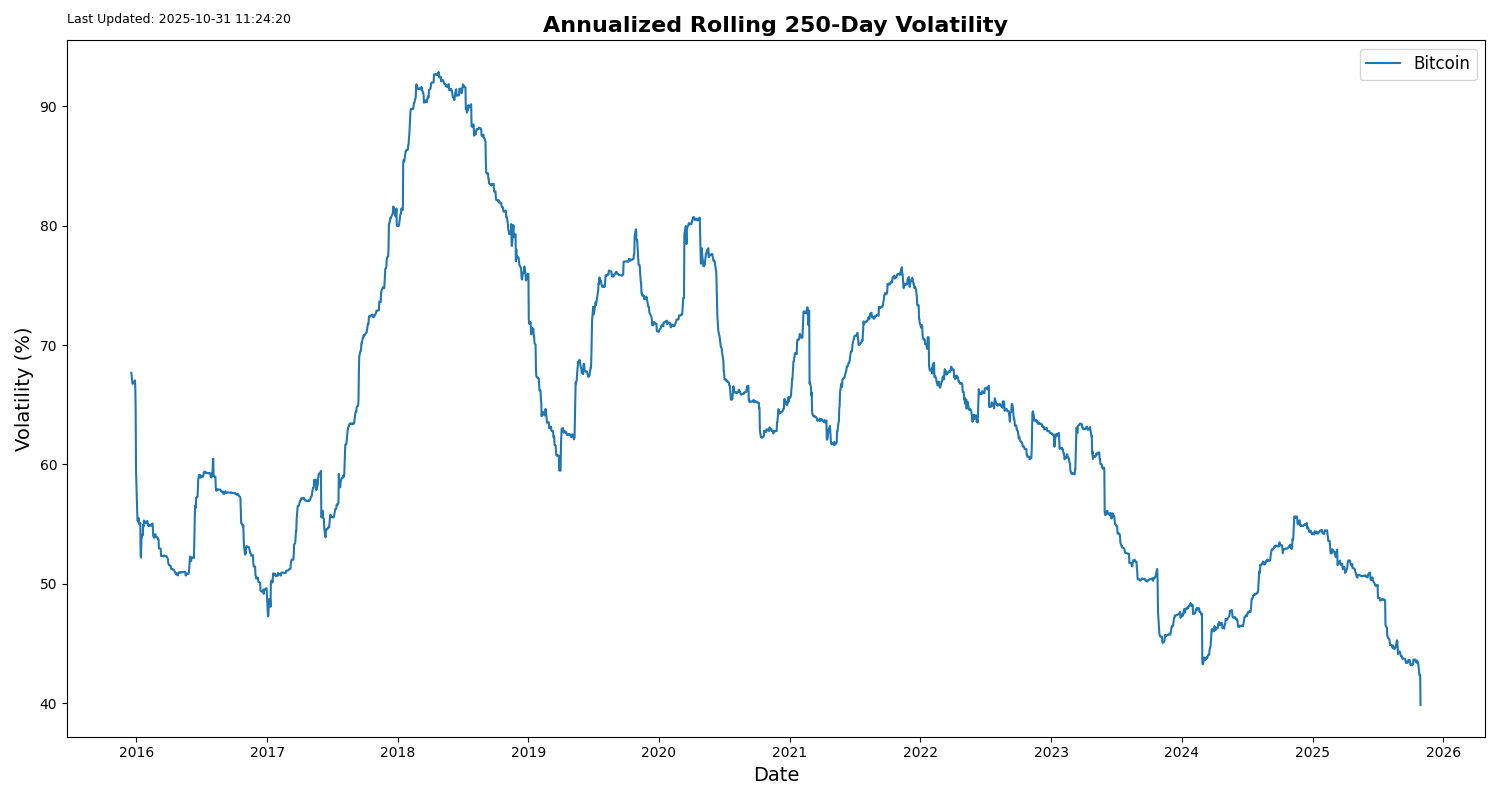 Last Updated: 2025-10-31 11:24:20
Annualized Rolling 250-Day Volatility
Bitcoin
Volatility (%)
90
80
70
60
50
40
2016 2017 2018 2019 2020 2021 2022 2023 2024 2025 2026
Date